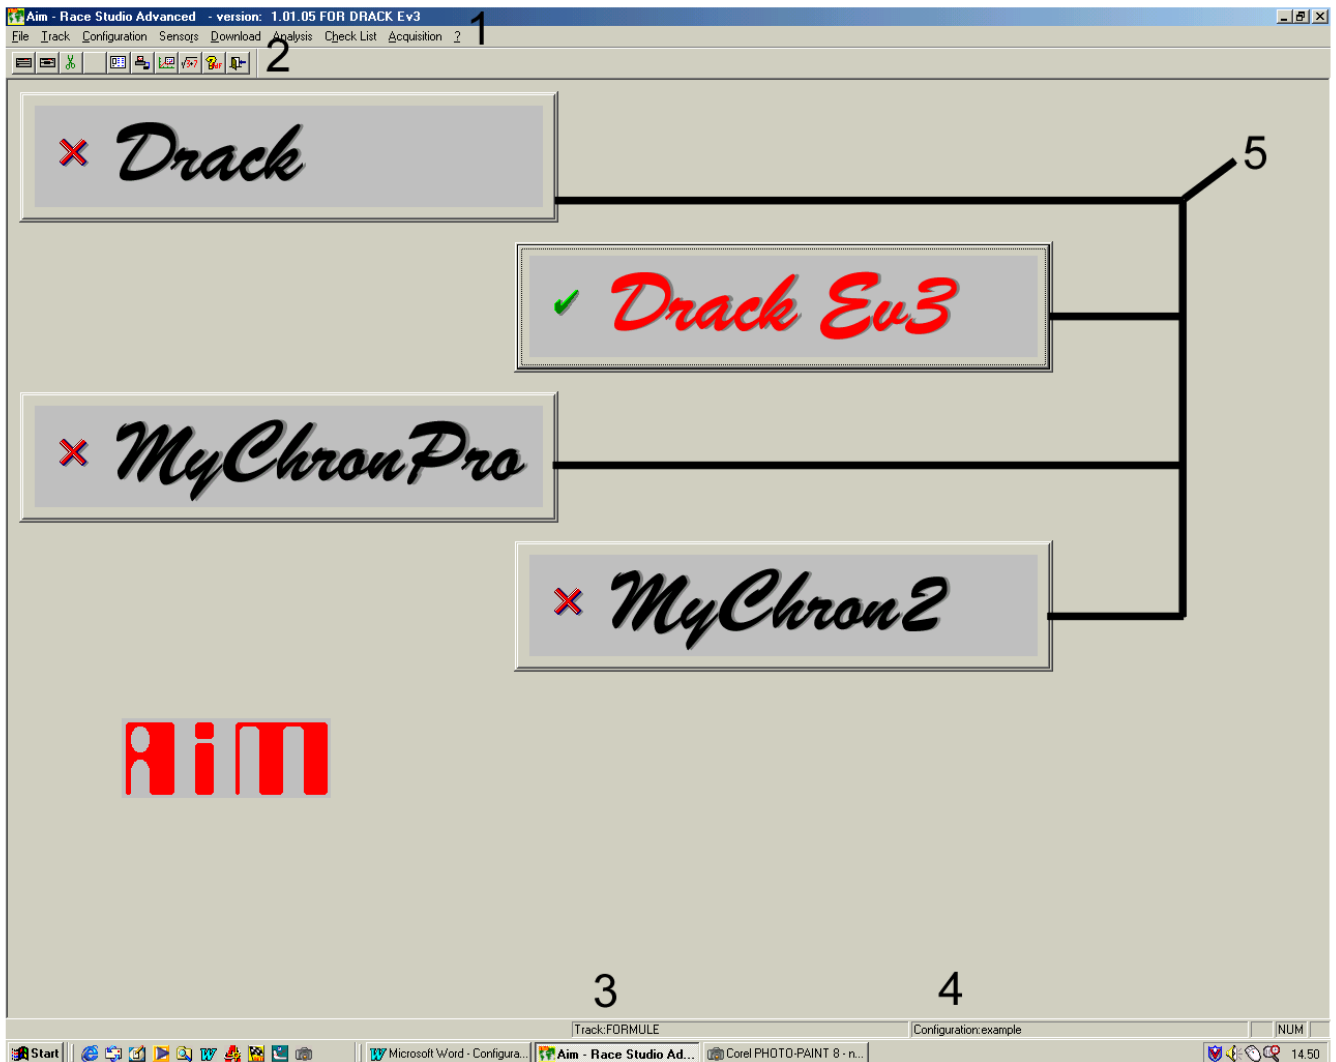 Aim - Race Studio Advanced - version: 1.01.05 FOR DRACK Ev3
1
File Track Configuration Sensors Download Analysis Check List Acquisition ?
2
Drack
5
Drack Ev3
MyChronPro
MyChron2
AiM
3
4
Track:FORMULE Configuration:example NUM
Start Microsoft Word - Configura... Aim - Race Studio Ad... Corel PHOTO-PAINT 8 - n... 14.50